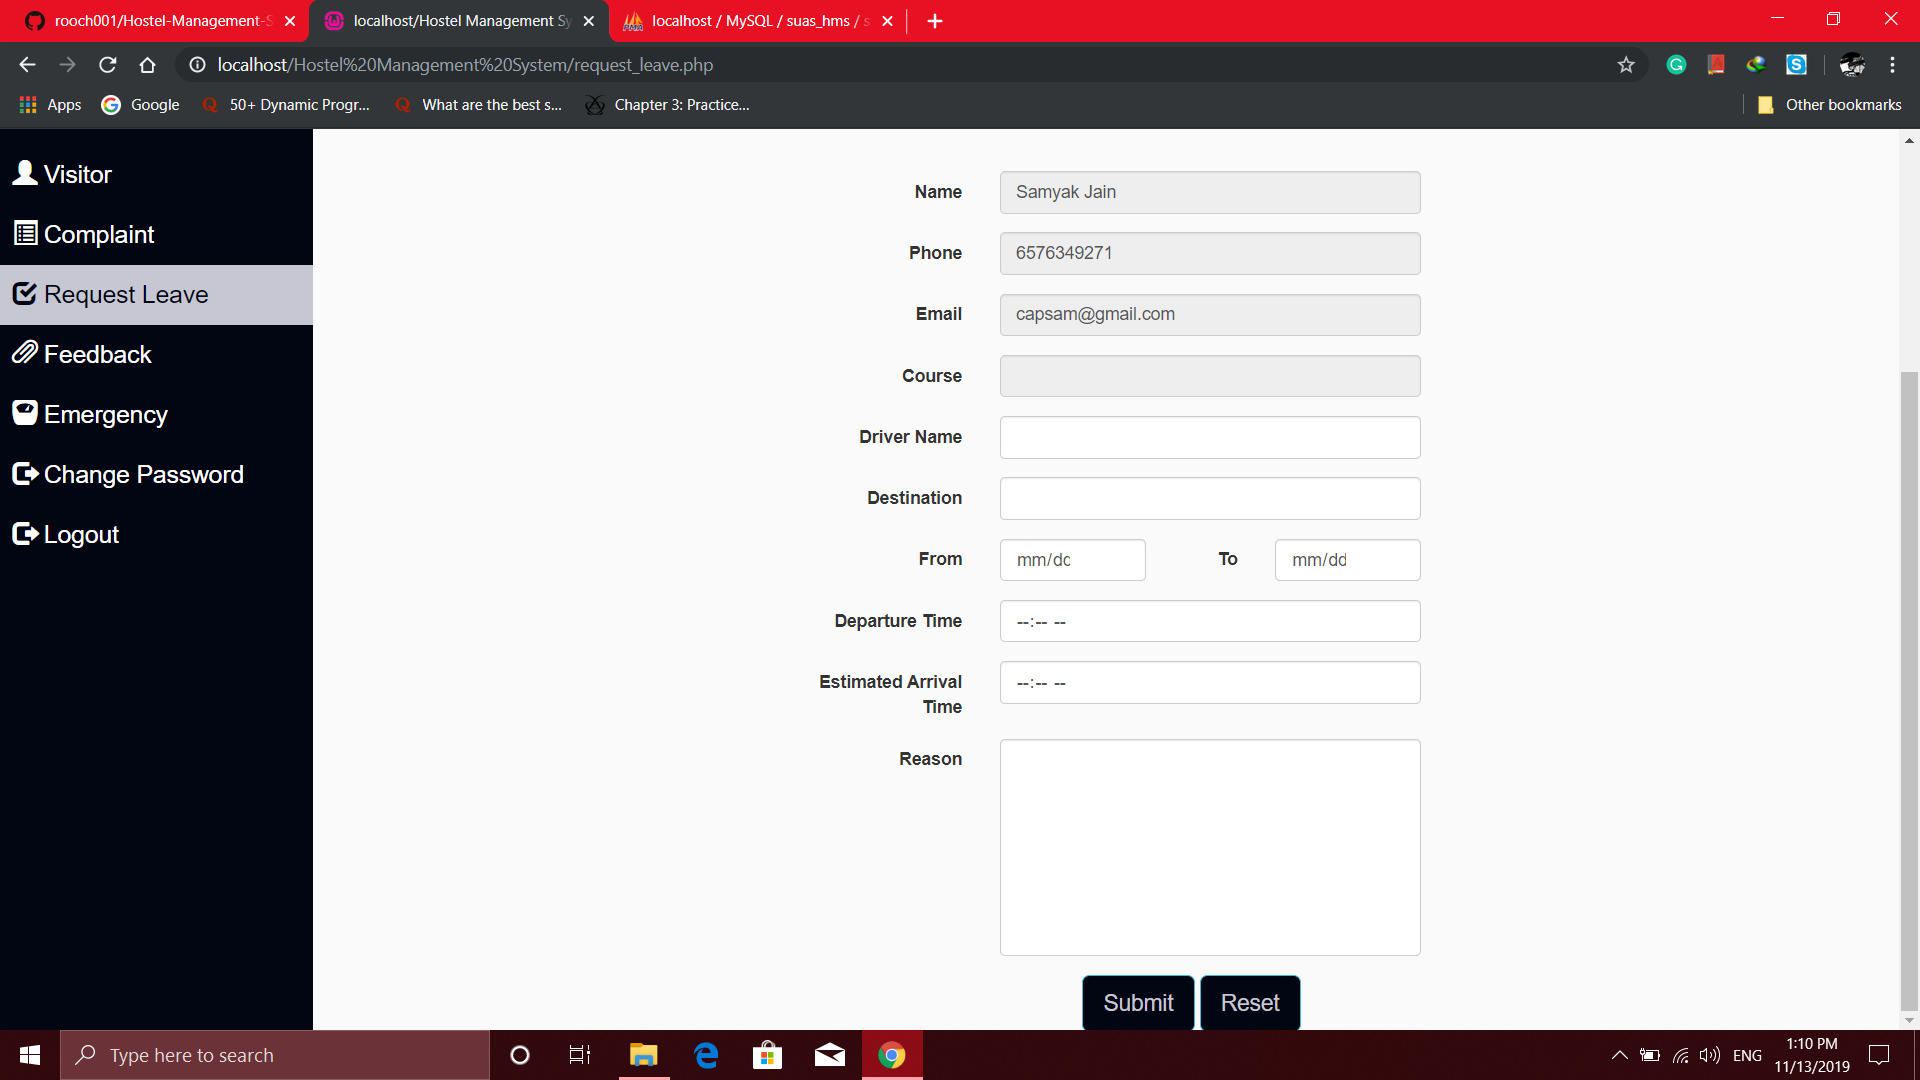 rooch001/Hostel-Management-S
localhost/Hostel Management Sy
localhost / MySQL / suas_hms / s
localhost/Hostel%20Management%20System/request_leave.php
Apps
Google
50+ Dynamic Progr...
What are the best s...
Chapter 3: Practice...
Other bookmarks
Visitor
Complaint
Request Leave
Feedback
Emergency
Change Password
Logout
Name
Samyak Jain
Phone
6576349271
Email
capsam@gmail.com
Course
Driver Name
Destination
From
mm/dd
To
mm/dd
Departure Time
--:-- --
Estimated Arrival
Time
--:-- --
Reason
Submit
Reset
Type here to search
ENG
1:10 PM
11/13/2019